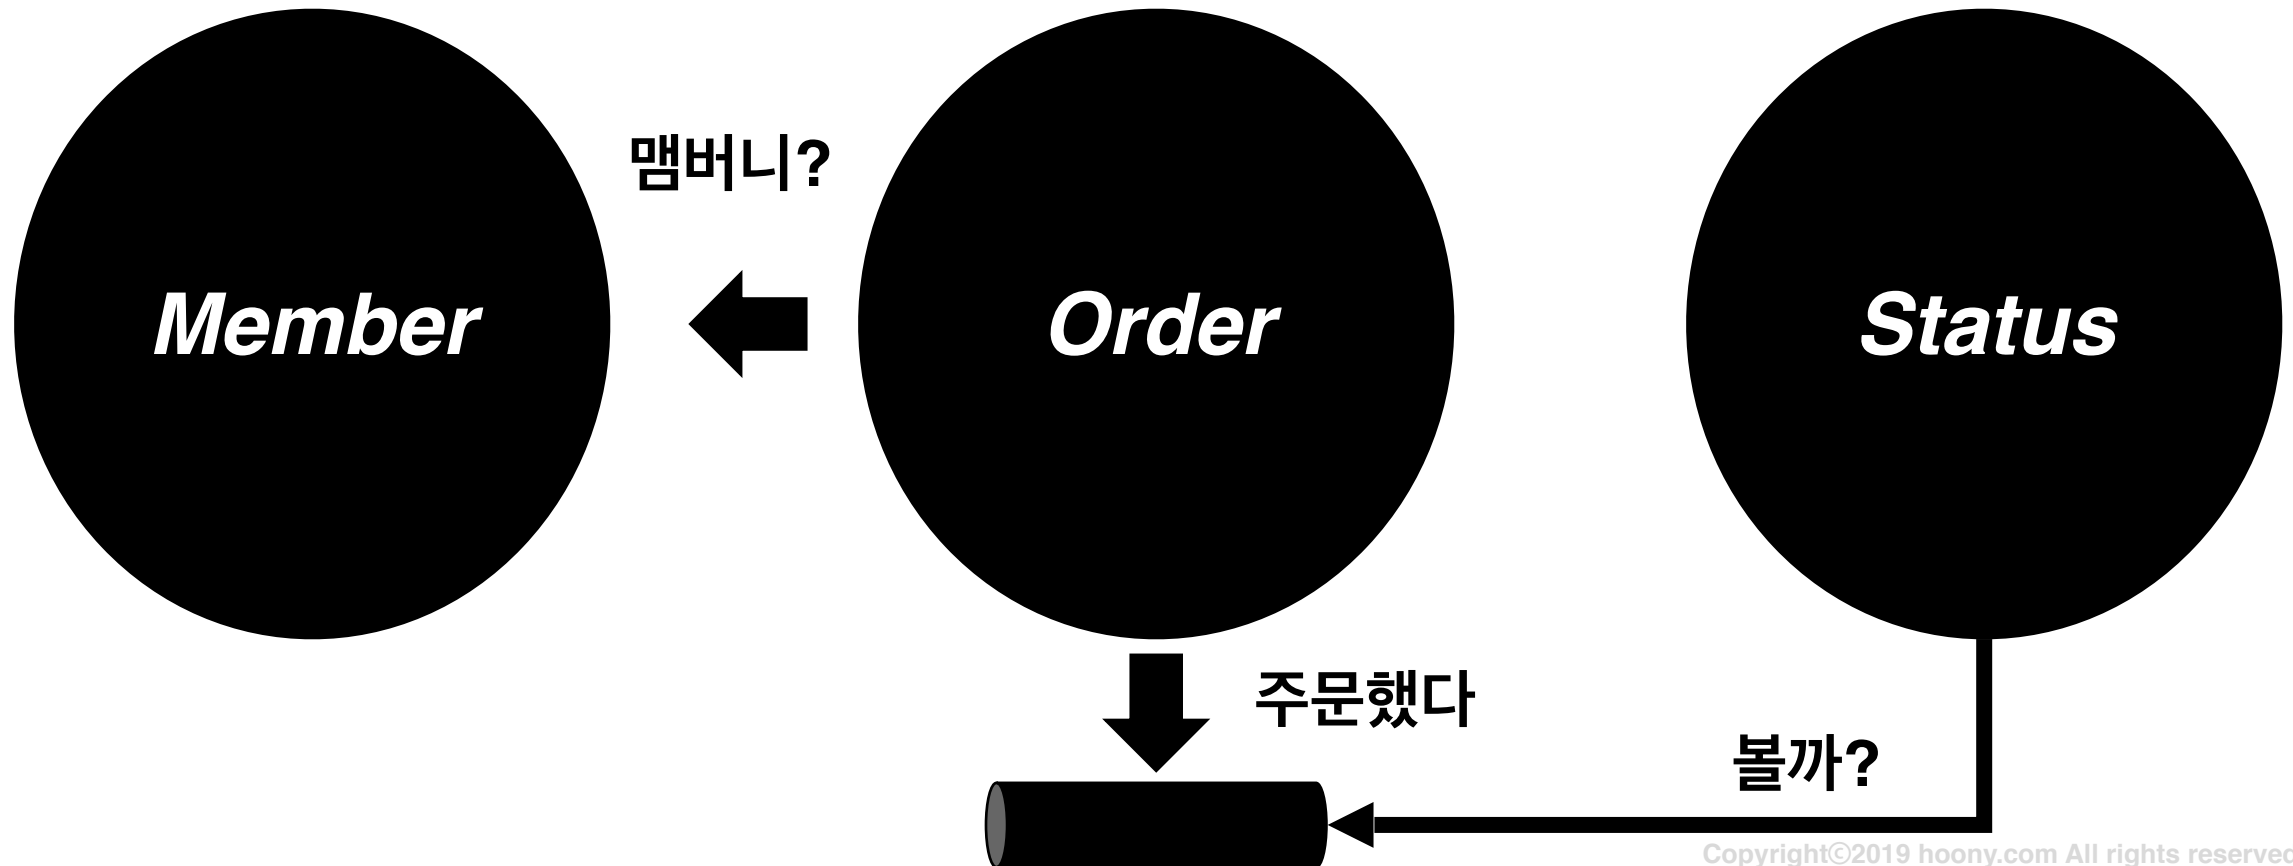 맴버니?
Member
Order
Status
주문했다
볼까?
Copyright©2019 hoony.com All rights reserved